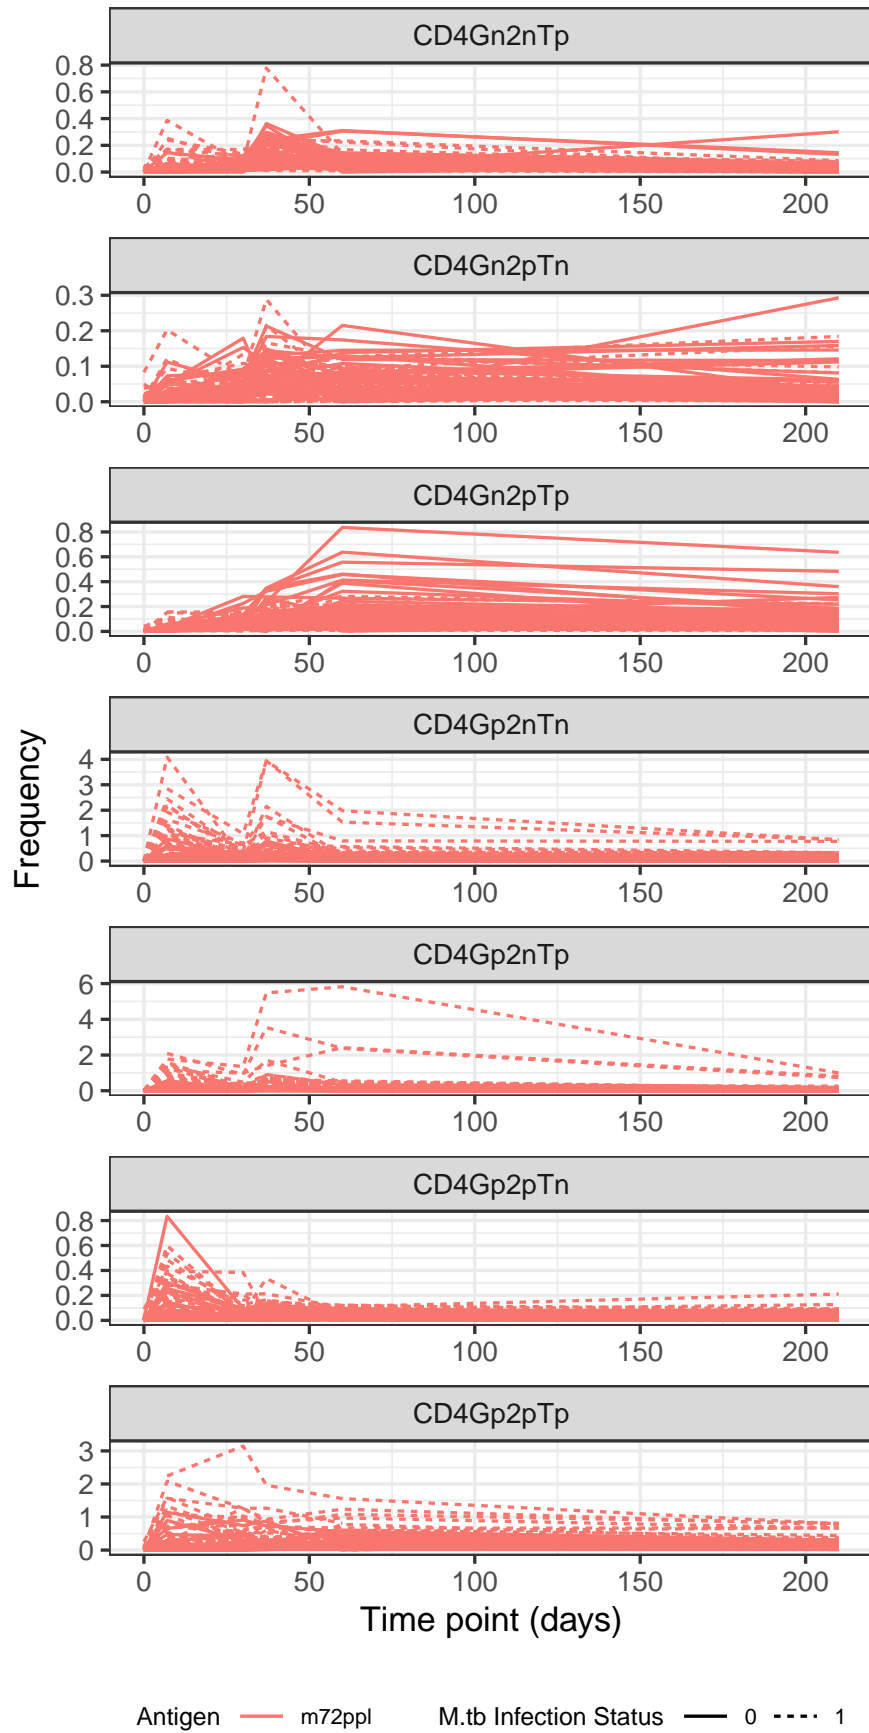 CD4Gn2nTp
0.8
0.6
0.4
0.2
0.0
0 50 100 150 200
CD4Gn2pTn
0.3
0.2
0.1
0.0
0 50 100 150 200
CD4Gn2pTp
0.8
0.6
0.4
0.2
0.0
0 50 100 150 200
CD4Gp2nTn
4
3
2
1
0
0 50 100 150 200
CD4Gp2nTp
6
4
2
0
0 50 100 150 200
CD4Gp2pTn
0.8
0.6
0.4
0.2
0.0
0 50 100 150 200
CD4Gp2pTp
3
2
1
0
0 50 100 150 200
Frequency
Time point (days)
Antigen m72ppl M.tb Infection Status 0 1